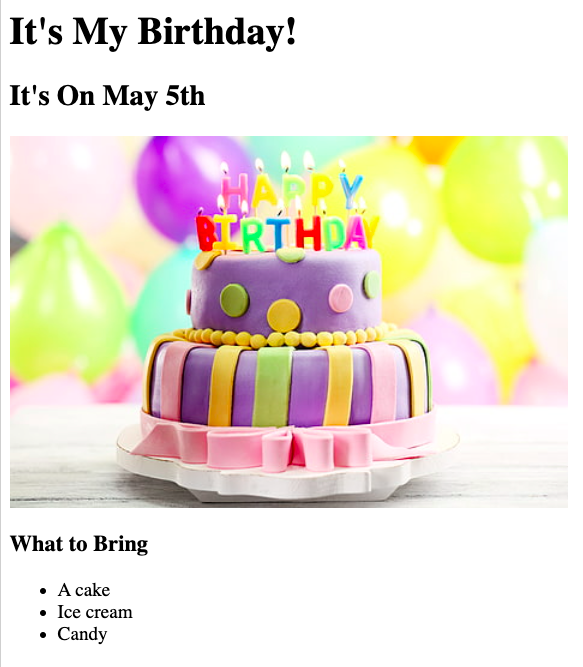 It's My Birthday!
It's On May 5th
HAPPY
BIRTHDAY
What to Bring
A cake
Ice cream
Candy